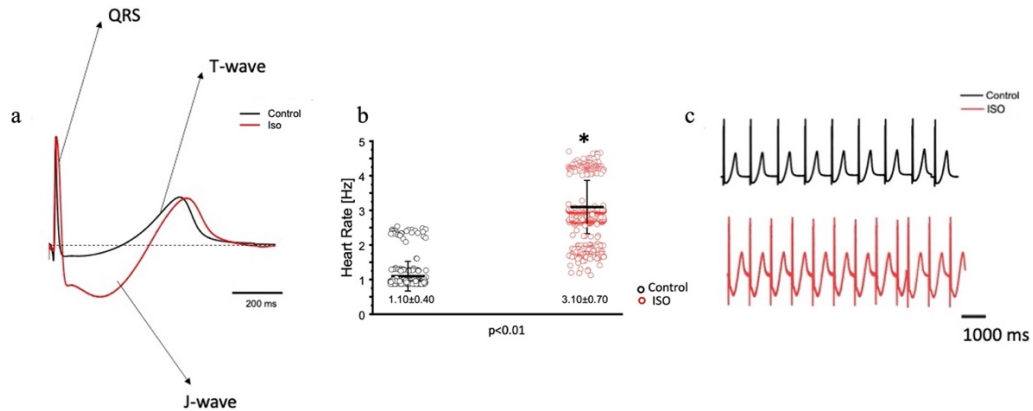 QRS
T-wave
a
Control
Iso
200 ms
J-wave
b
*
Heart Rate [Hz]
5
4
3
2
1
0
1.10±0.40
3.10±0.70
Control
ISO
p<0.01
c
Control
ISO
1000 ms